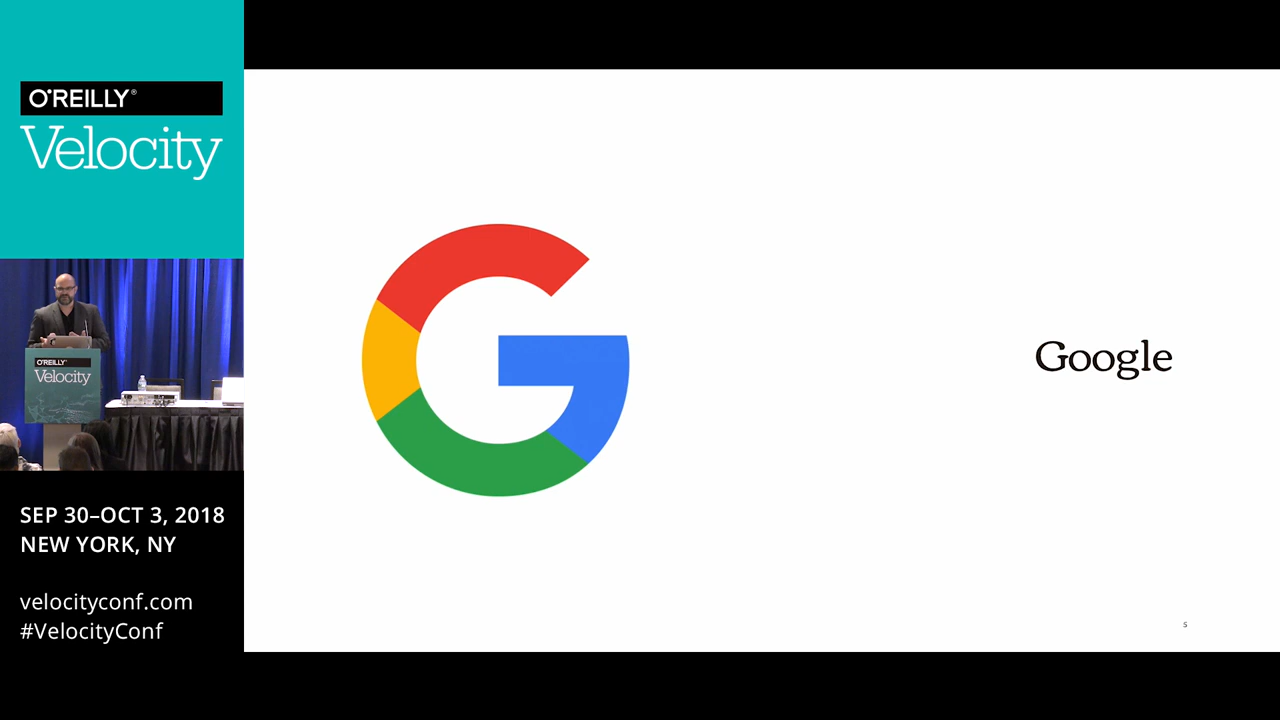 O'REILLY®
Velocity
O'REILLY®
Velocity
SEP 30–OCT 3, 2018
NEW YORK, NY
velocityconf.com
#VelocityConf
Google
5